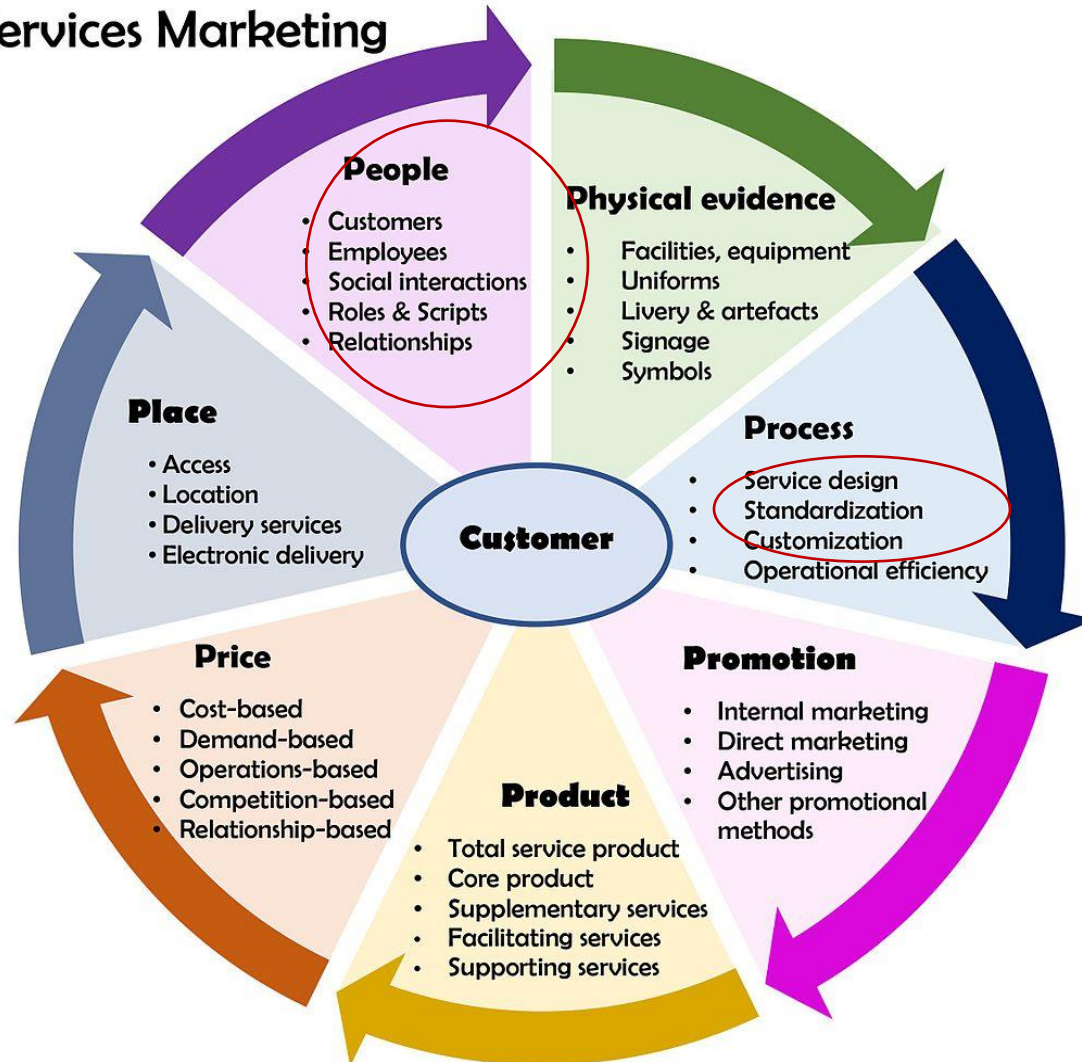 ervices Marketing
People
• Customers
• Employees
• Social interactions
• Roles & Scripts
• Relationships
Physical evidence
• Facilities, equipment
• Uniforms
• Livery & artefacts
• Signage
• Symbols
Process
• Service design
• Standardization
• Customization
• Operational efficiency
Promotion
• Internal marketing
• Direct marketing
• Advertising
• Other promotional
methods
Product
• Total service product
• Core product
• Supplementary services
• Facilitating services
• Supporting services
Price
• Cost-based
• Demand-based
• Operations-based
• Competition-based
• Relationship-based
Place
• Access
• Location
• Delivery services
• Electronic delivery
Customer